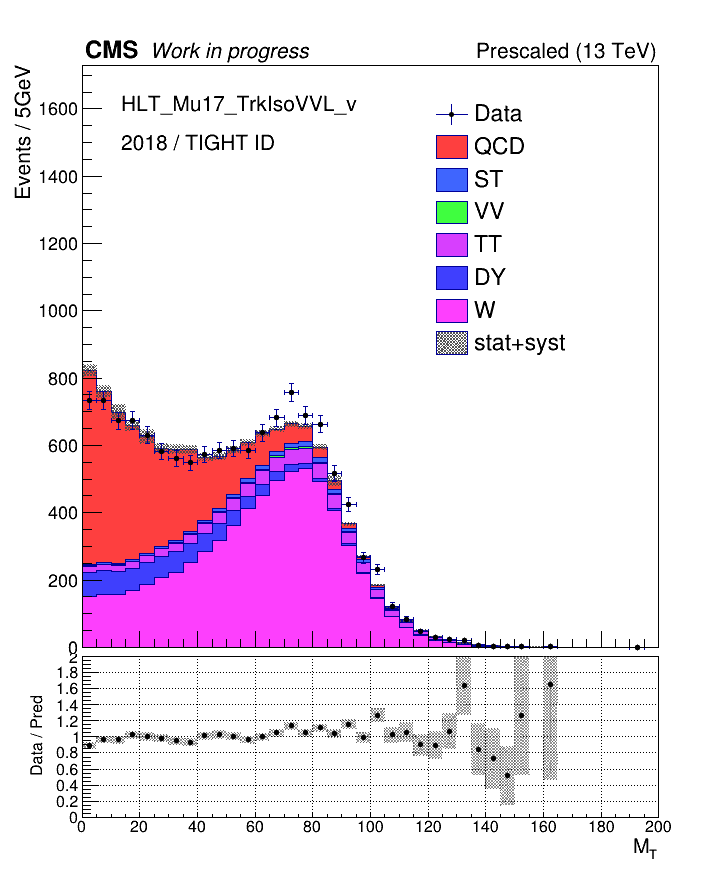 CMS Work in progress Prescaled (13 TeV)
Events / 5GeV
HLT_Mu17_TrkIsoVVL_v
2018 / TIGHT ID
Data
QCD
ST
VV
TT
DY
W
stat+syst
1600
1400
1200
1000
800
600
400
200
0
Data / Pred
2
1.8
1.6
1.4
1.2
1
0.8
0.6
0.4
0.2
0
0 20 40 60 80 100 120 140 160 180 200
M_T